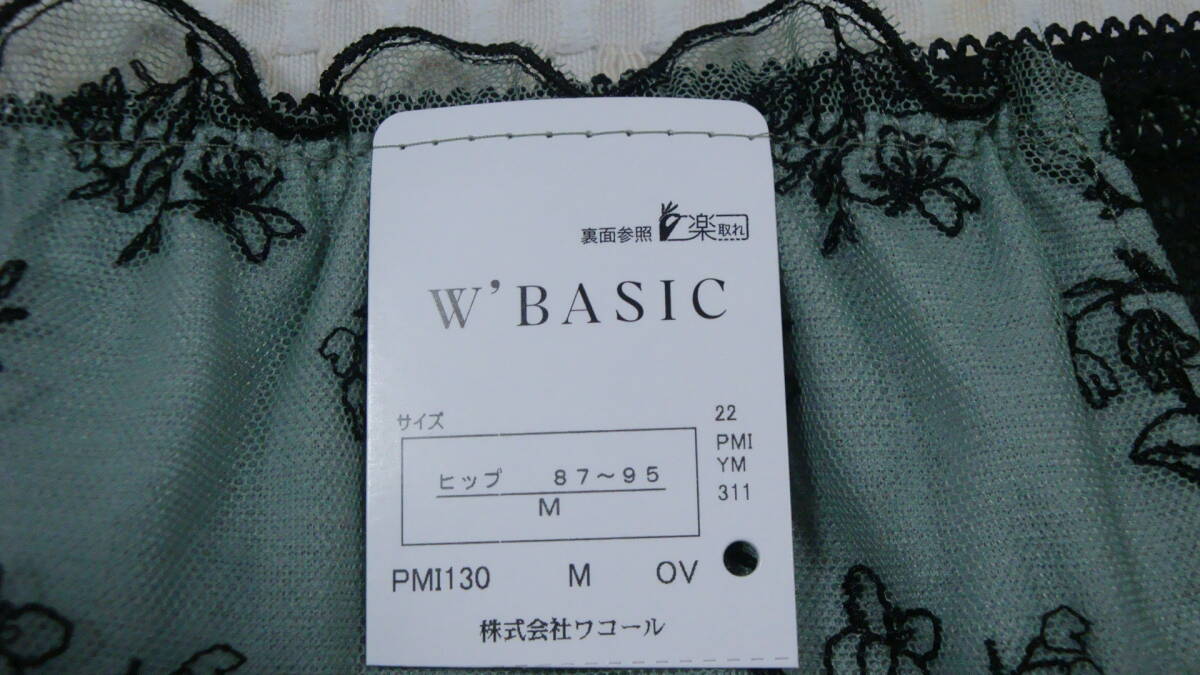 裏面参照 楽取れ
W'BASIC
サイズ
ヒップ 87～95
M
22
PMI
YM
311
PMI130 M OV
株式会社ワコール